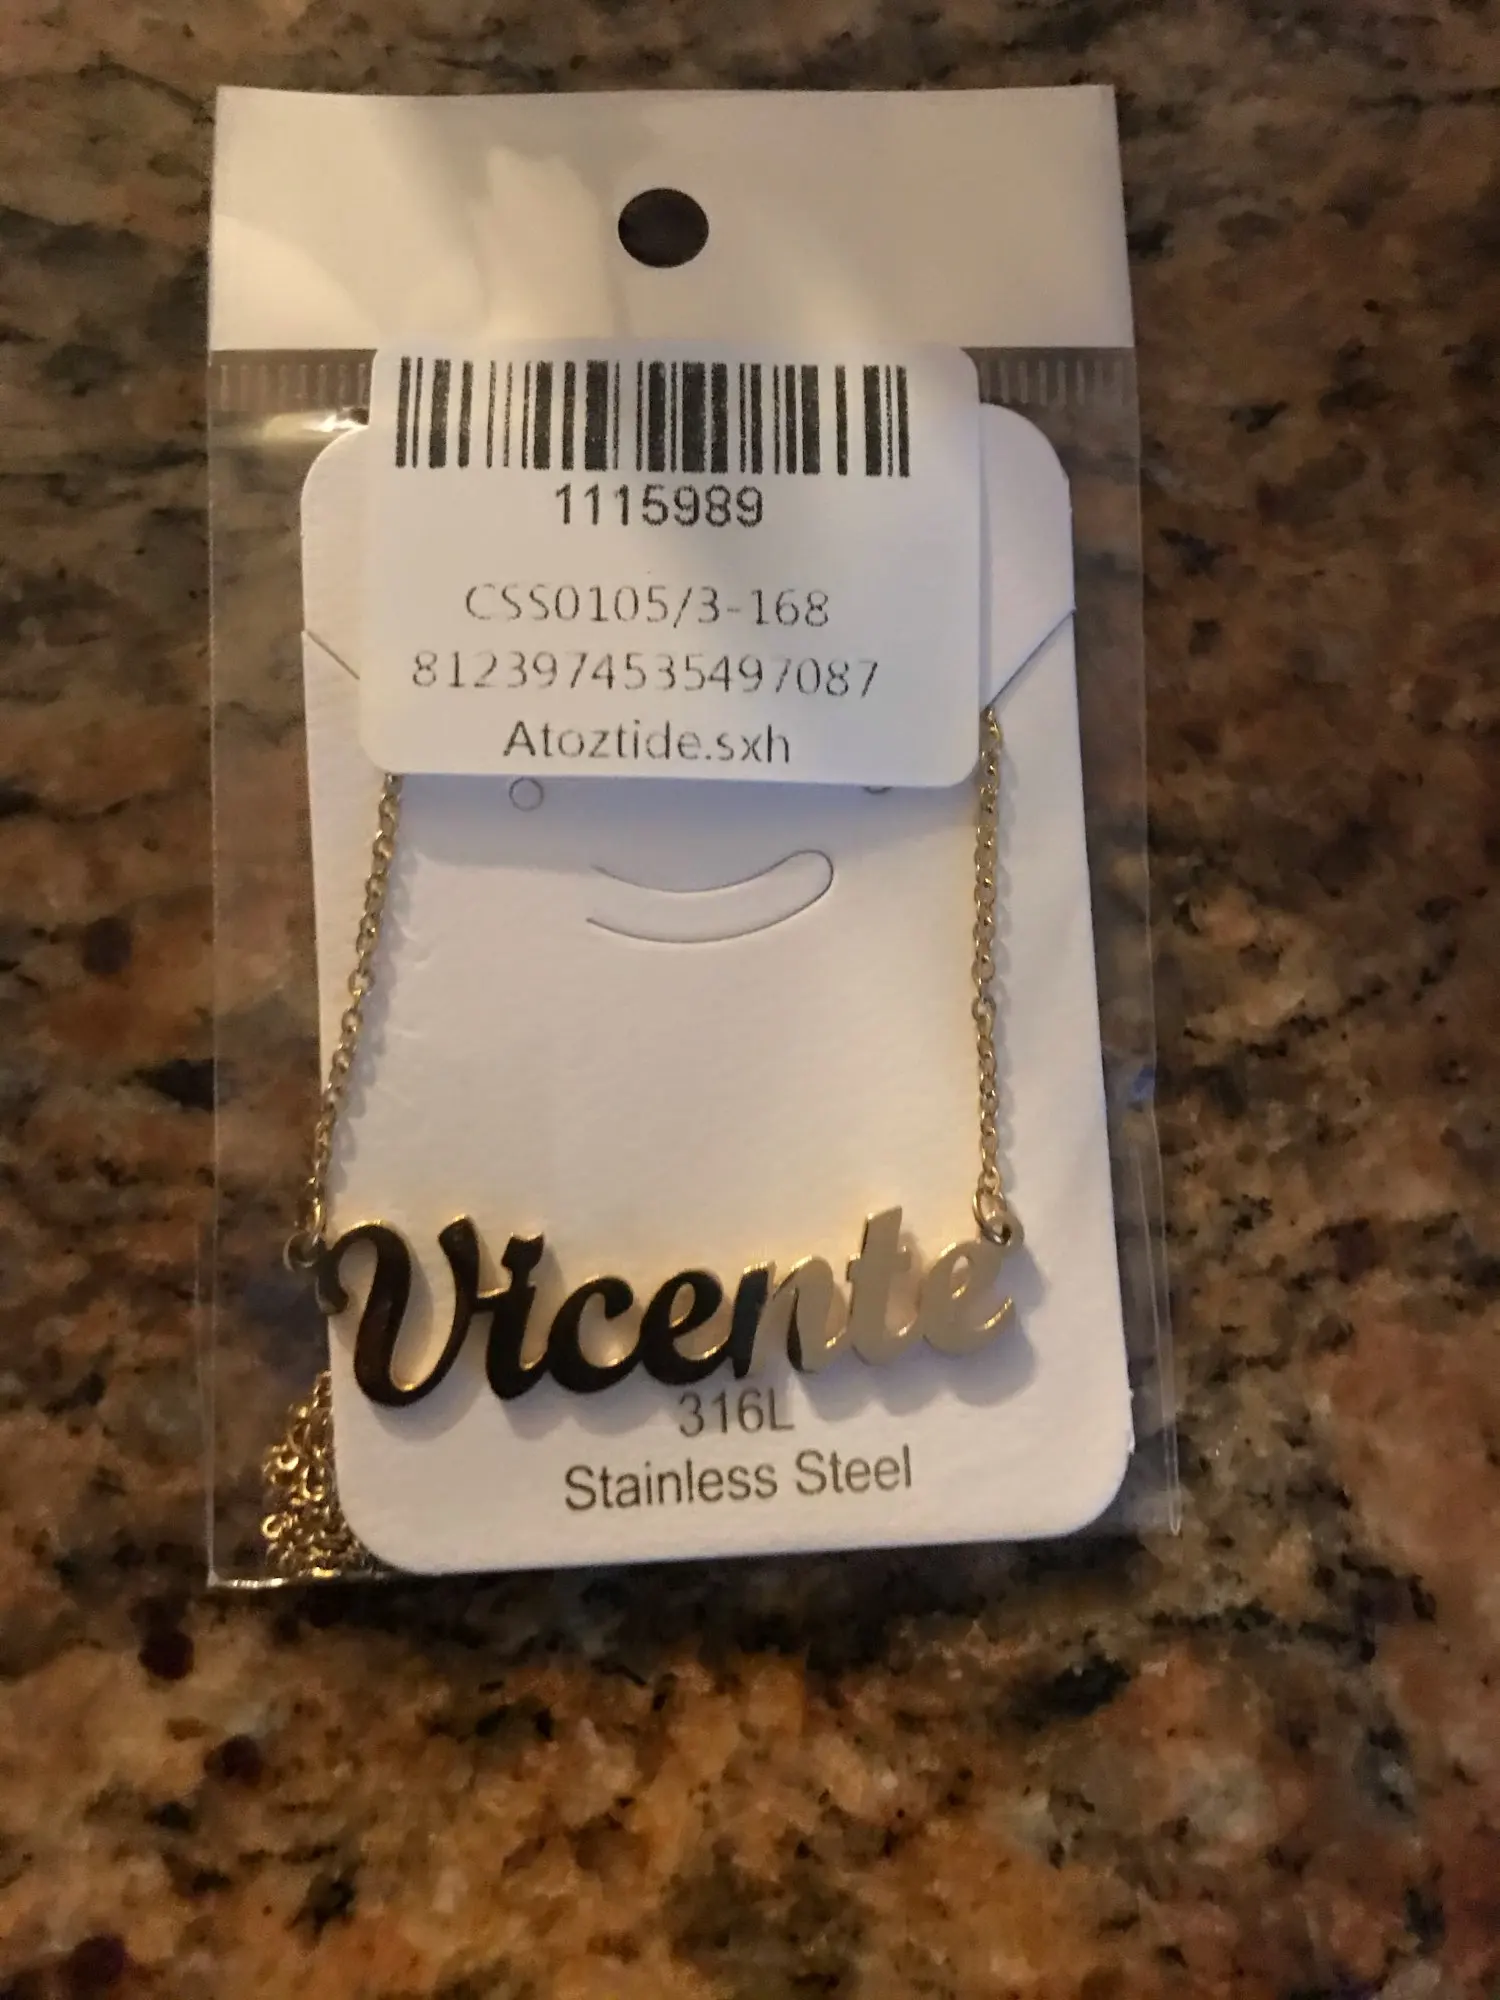 1115989
CSS0105/3-168
8123974535497087
Atoztide.sxh
Vicente
316L
Stainless Steel